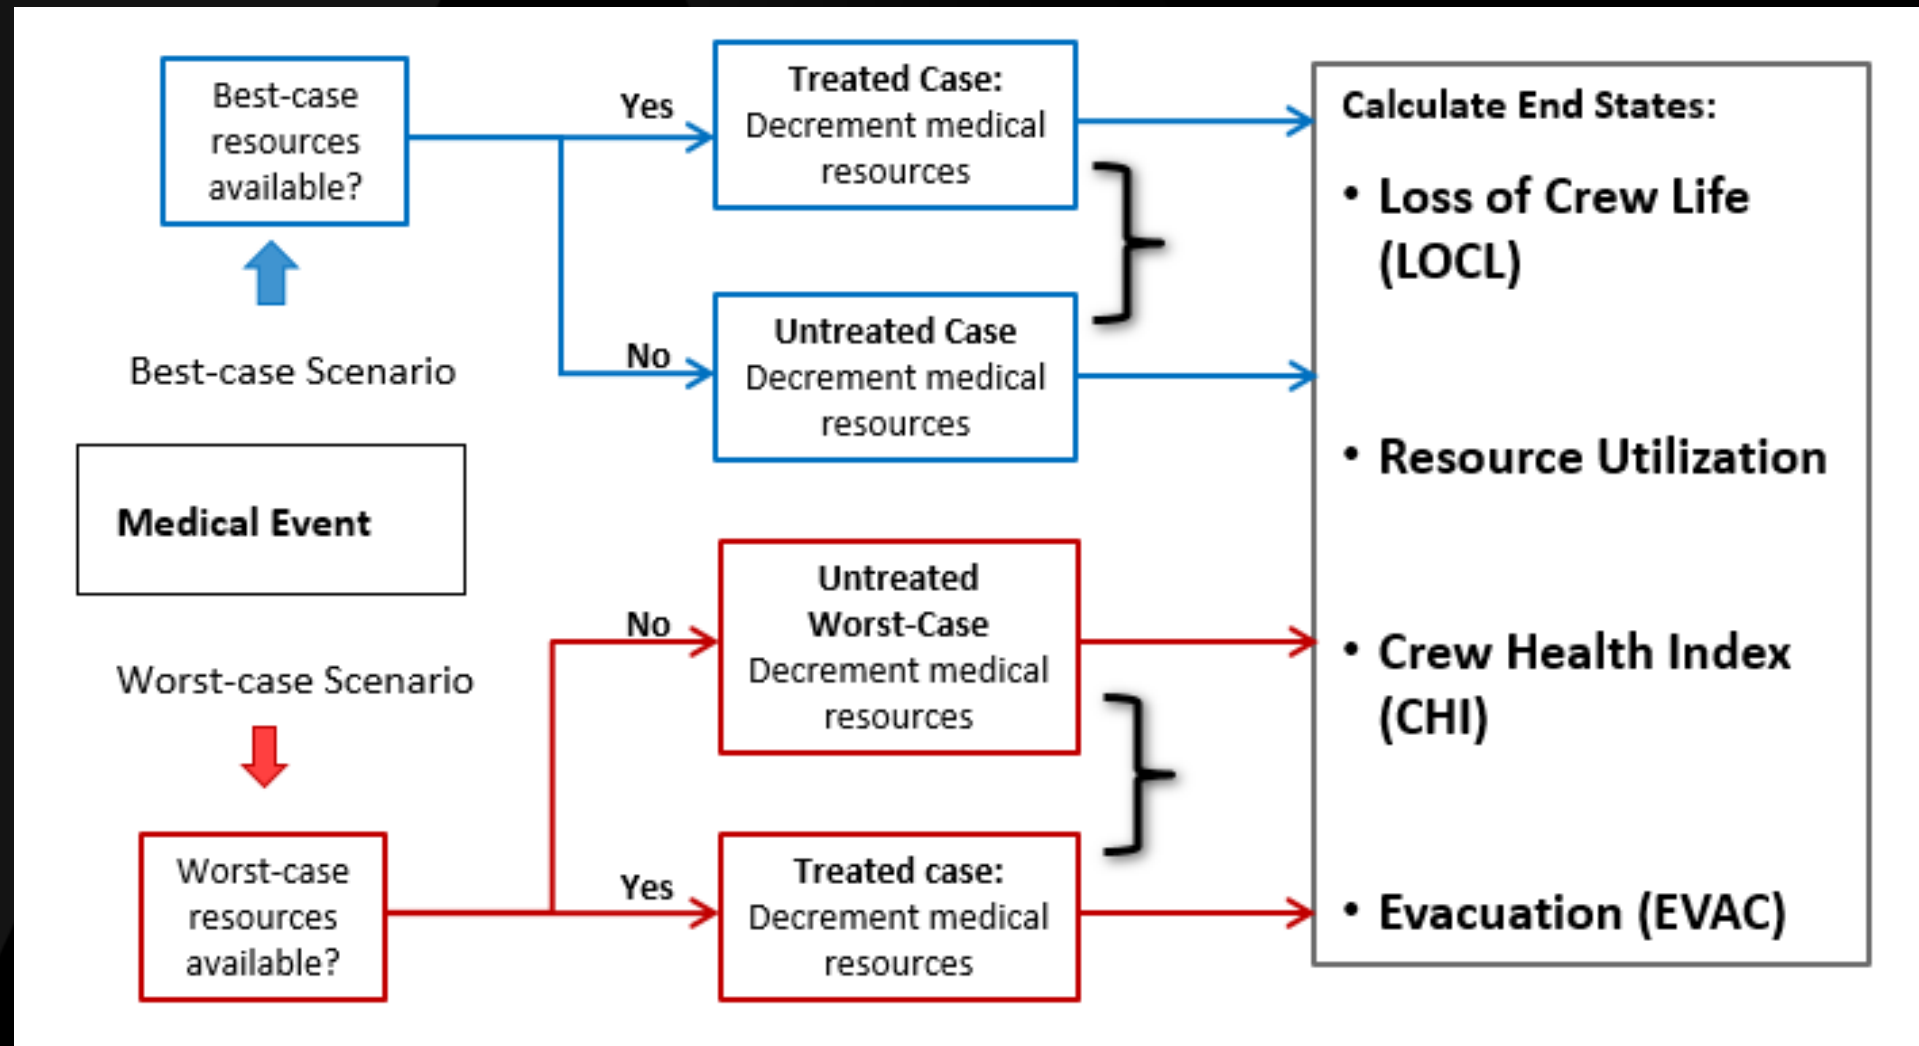 Best-case
resources
available?
Best-case Scenario
Medical Event
Worst-case Scenario
Worst-case
resources
available?
Yes
No
No
Yes
Treated Case:
Decrement medical
resources
Untreated Case
Decrement medical
resources
Untreated
Worst-Case
Decrement medical
resources
Treated case:
Decrement medical
resources
Calculate End States:
• Loss of Crew Life
(LOCL)
• Resource Utilization
• Crew Health Index
(CHI)
• Evacuation (EVAC)